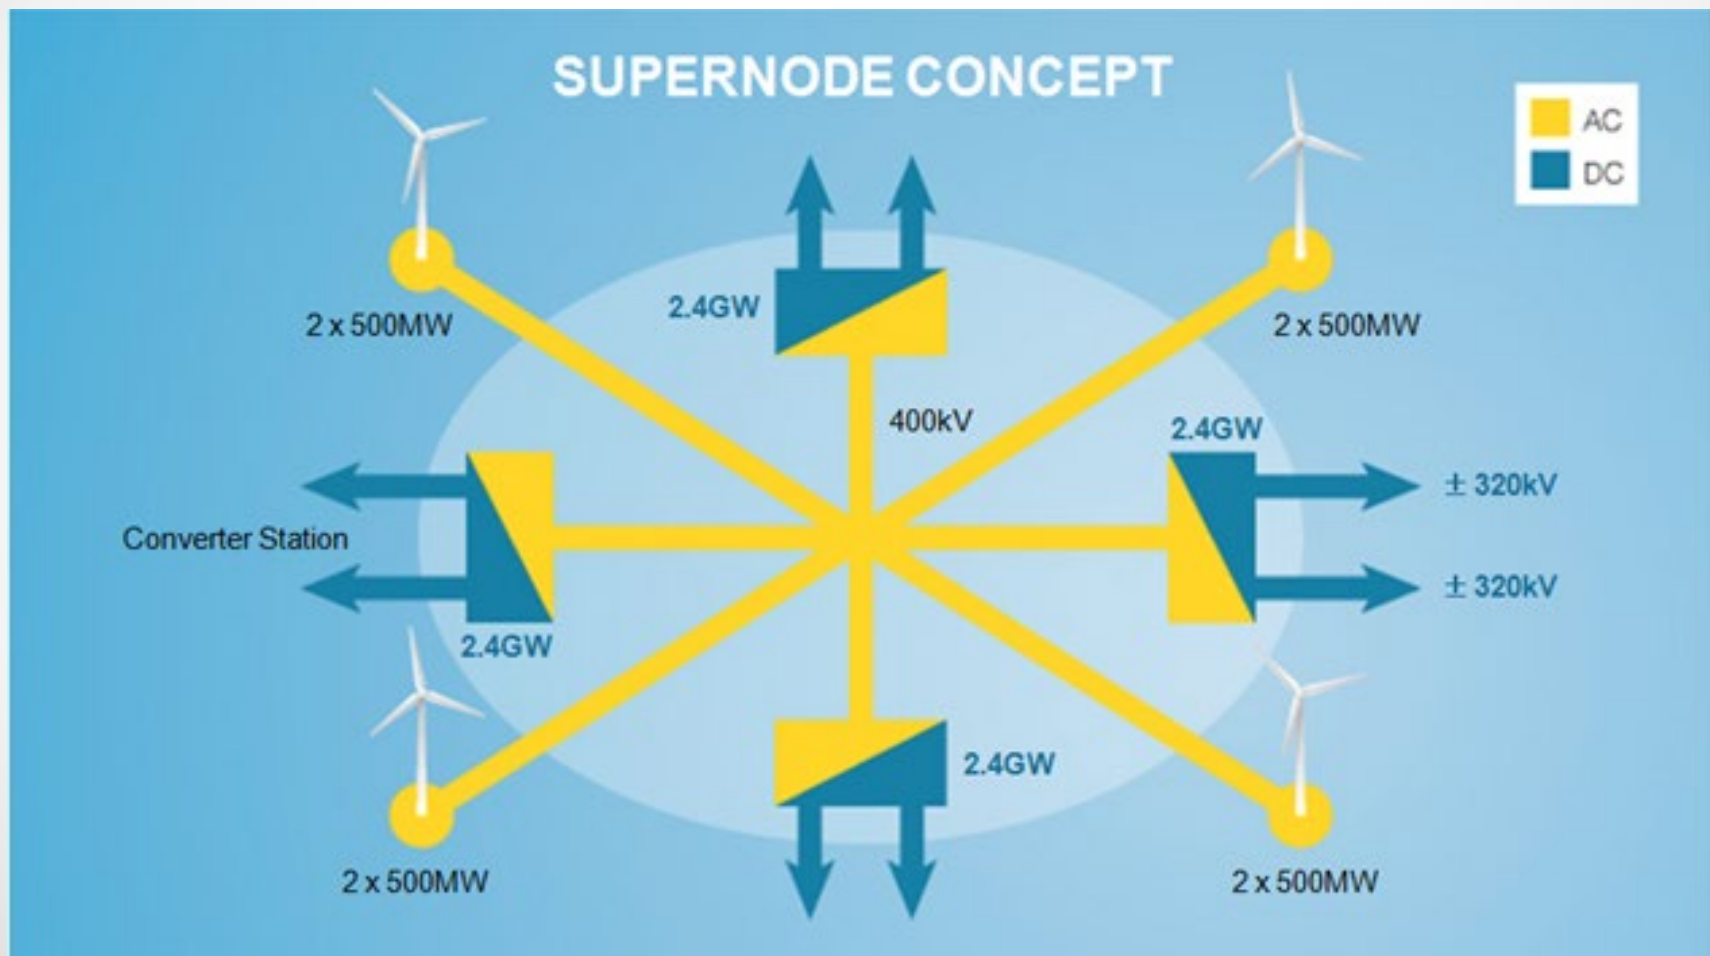 SUPERNODE CONCEPT
AC
DC
2.4GW
2 x 500MW
2 x 500MW
400kV
2.4GW
± 320kV
Converter Station
± 320kV
2.4GW
2.4GW
2 x 500MW
2 x 500MW